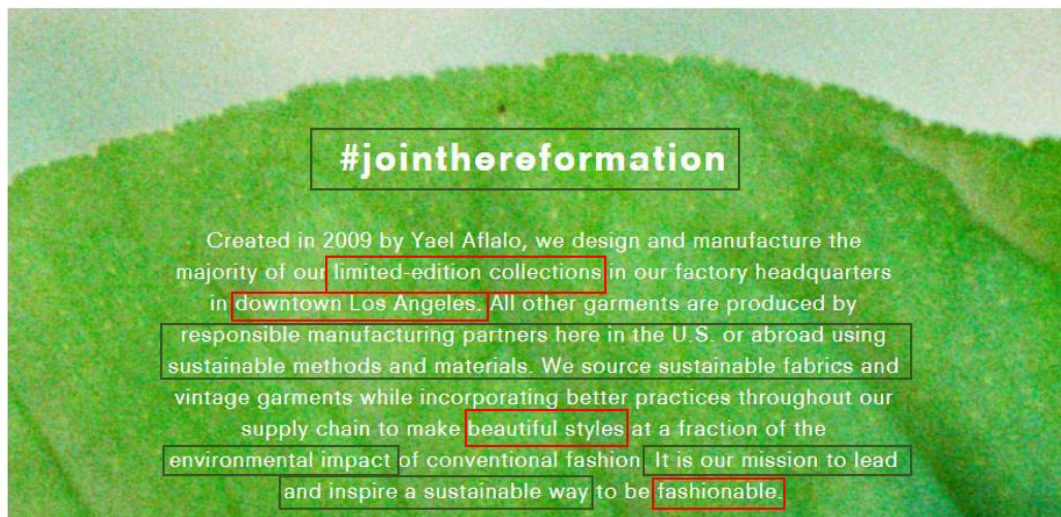 #jointhereformation
Created in 2009 by Yael Aflalo, we design and manufacture the
majority of our limited-edition collections in our factory headquarters
in downtown Los Angeles. All other garments are produced by
responsible manufacturing partners here in the U.S. or abroad using
sustainable methods and materials. We source sustainable fabrics and
vintage garments while incorporating better practices throughout our
supply chain to make beautiful styles at a fraction of the
environmental impact of conventional fashion. It is our mission to lead
and inspire a sustainable way to be fashionable.